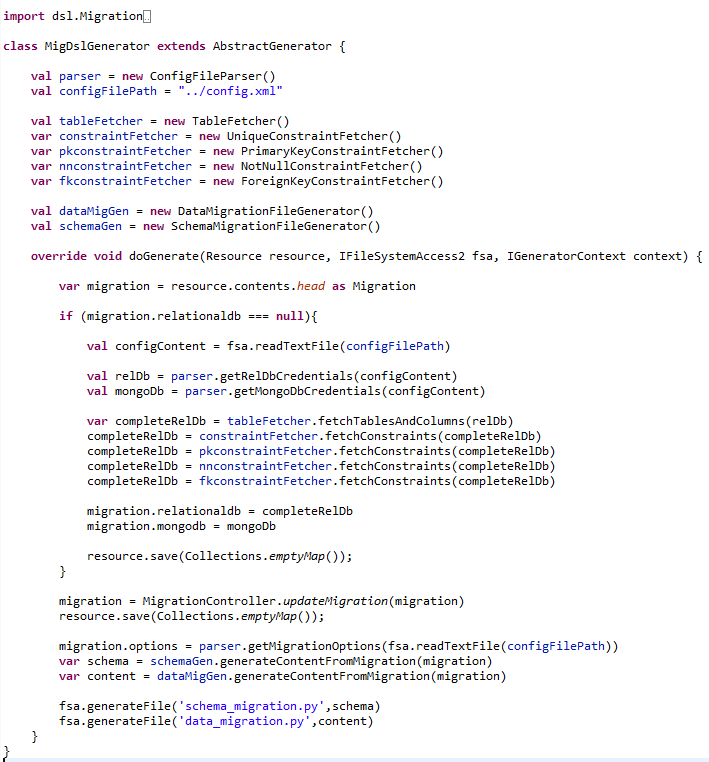 import dsl.Migration
class MigDslGenerator extends AbstractGenerator {
val parser = new ConfigFileParser()
val configFilePath = "../config.xml"
val tableFetcher = new TableFetcher()
var constraintFetcher = new UniqueConstraintFetcher()
var pkconstraintFetcher = new PrimaryKeyConstraintFetcher()
var nnconstraintFetcher = new NotNullConstraintFetcher()
var fkconstraintFetcher = new ForeignKeyConstraintFetcher()
val dataMigGen = new DataMigrationFileGenerator()
val schemaGen = new SchemaMigrationFileGenerator()
override void doGenerate(Resource resource, IFileSystemAccess2 fsa, IGeneratorContext context) {
var migration = resource.contents.head as Migration
if (migration.relationaldb === null){
val configContent = fsa.readTextFile(configFilePath)
val relDb = parser.getRelDbCredentials(configContent)
val mongoDb = parser.getMongoDbCredentials(configContent)
var completeRelDb = tableFetcher.fetchTablesAndColumns(relDb)
completeRelDb = constraintFetcher.fetchConstraints(completeRelDb)
completeRelDb = pkconstraintFetcher.fetchConstraints(completeRelDb)
completeRelDb = nnconstraintFetcher.fetchConstraints(completeRelDb)
completeRelDb = fkconstraintFetcher.fetchConstraints(completeRelDb)
migration.relationaldb = completeRelDb
migration.mongodb = mongoDb
resource.save(Collections.emptyMap());
}
migration = MigrationController.updateMigration(migration)
resource.save(Collections.emptyMap());
migration.options = parser.getMigrationOptions(fsa.readTextFile(configFilePath))
var schema = schemaGen.generateContentFromMigration(migration)
var content = dataMigGen.generateContentFromMigration(migration)
fsa.generateFile('schema_migration.py',schema)
fsa.generateFile('data_migration.py',content)
}
}